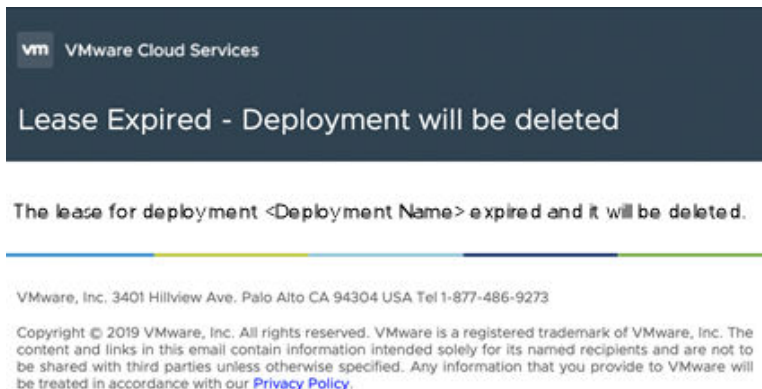 vm VMware Cloud Services
Lease Expired - Deployment will be deleted
The lease for deployment <Deployment Name> expired and it will be deleted.
VMware, Inc. 3401 Hillview Ave. Palo Alto CA 94304 USA Tel 1-877-486-9273
Copyright © 2019 VMware, Inc. All rights reserved. VMware is a registered trademark of VMware, Inc. The
content and links in this email contain information intended solely for its named recipients and are not to
be shared with third parties unless otherwise specified. Any information that you provide to VMware will
be treated in accordance with our Privacy Policy.